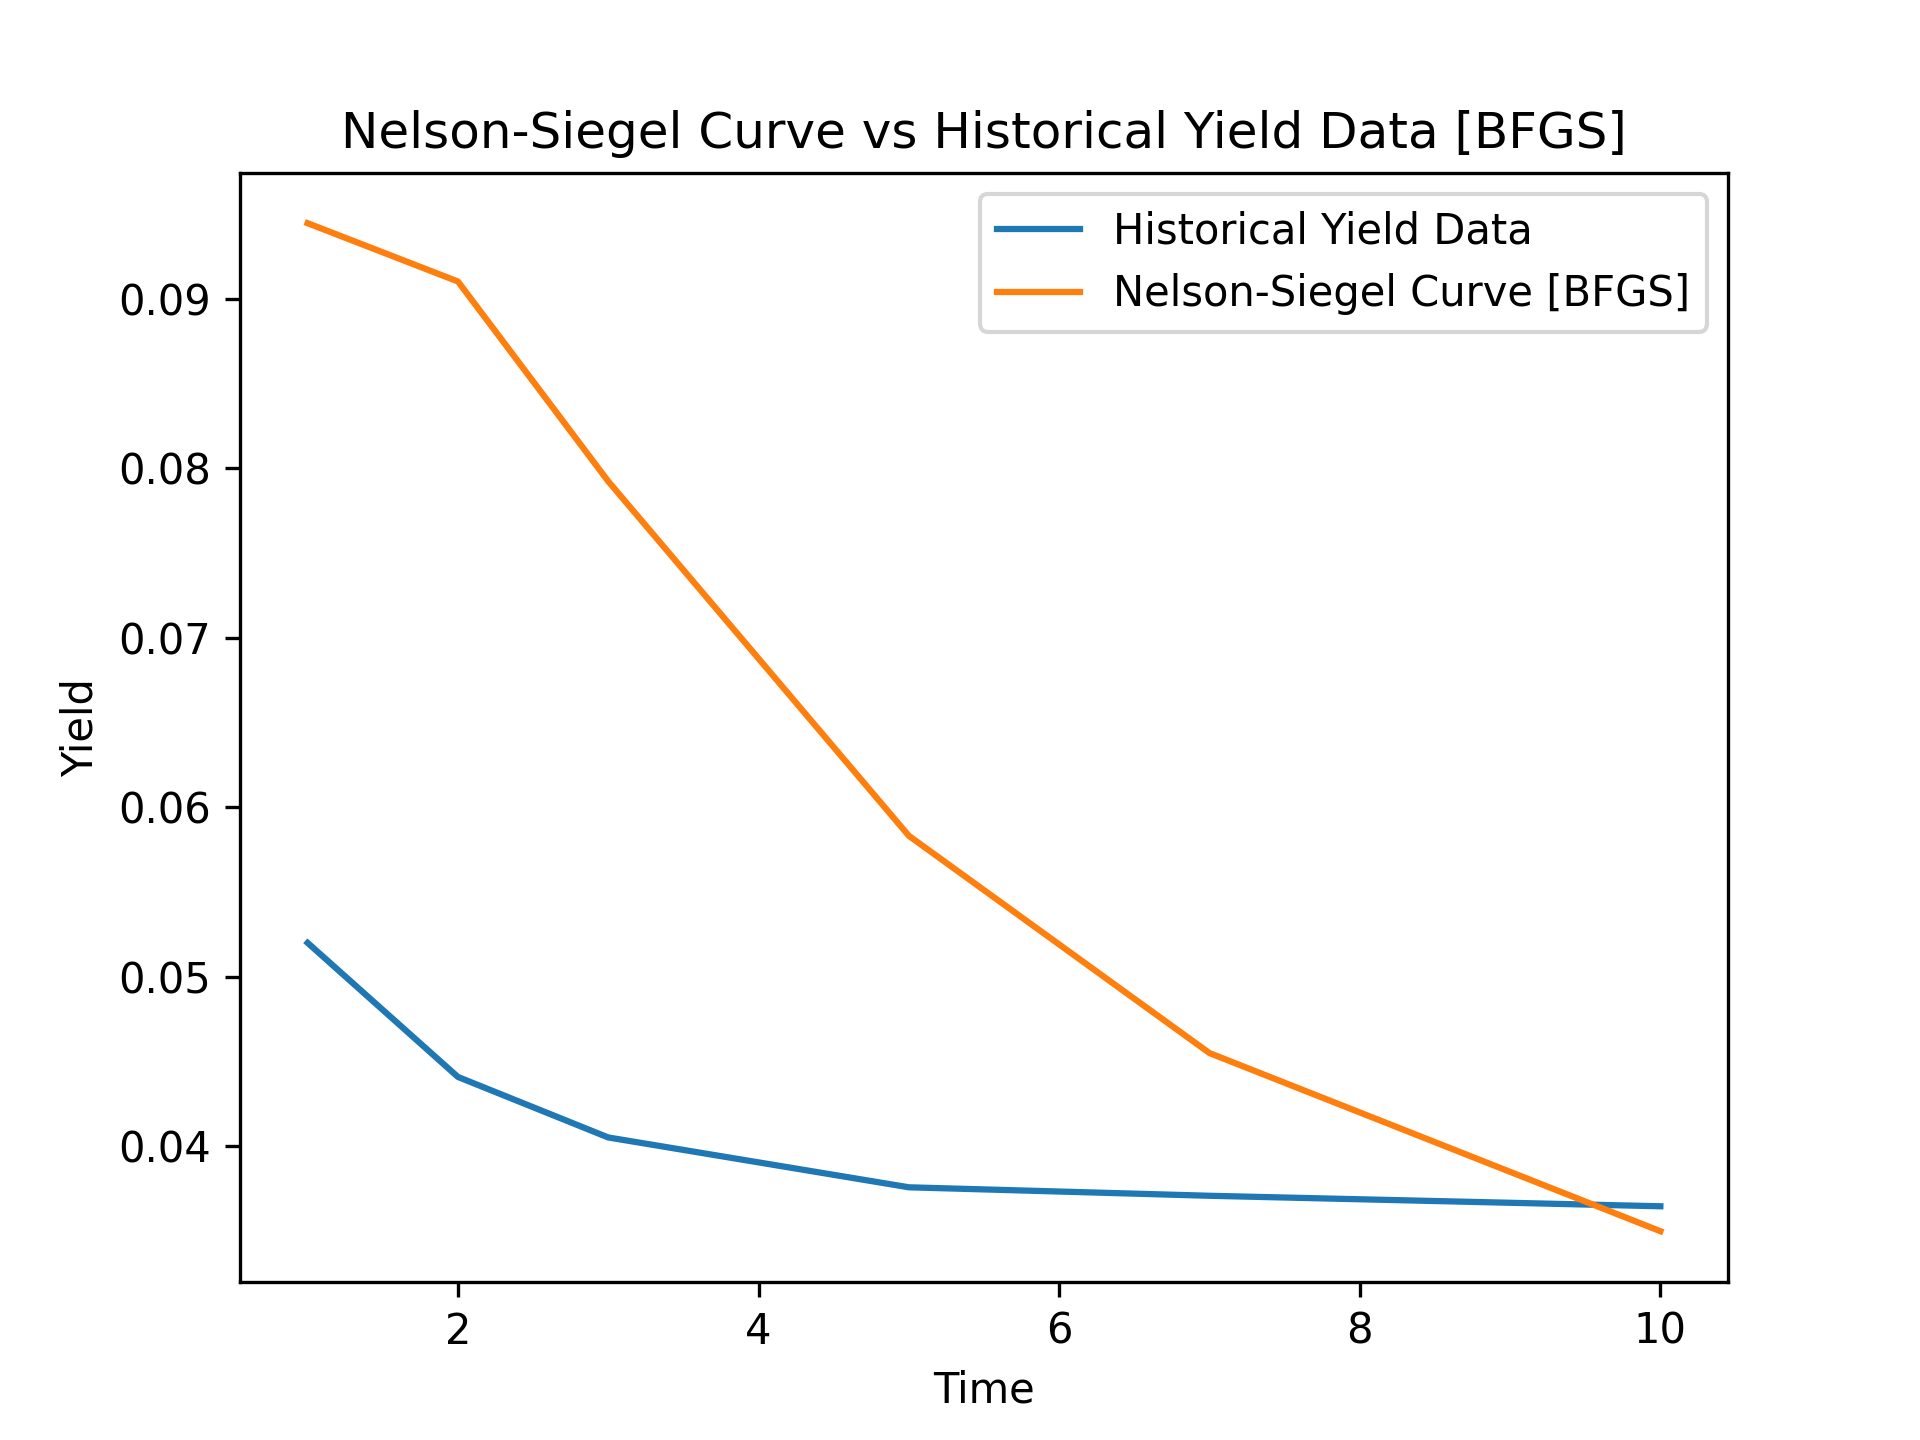 Nelson-Siegel Curve vs Historical Yield Data [BFGS]
Historical Yield Data
Nelson-Siegel Curve [BFGS]
0.09
0.08
0.07
0.06
0.05
0.04
Yield
2 4 6 8 10
Time